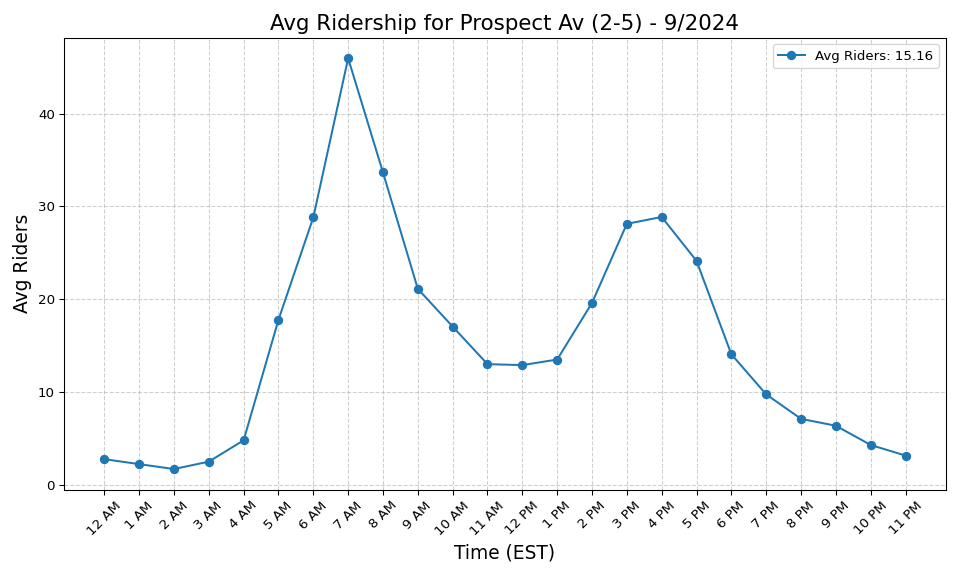 Avg Ridership for Prospect Av (2-5) - 9/2024
Avg Riders: 15.16
Avg Riders
40
30
20
10
0
12 AM
1 AM
2 AM
3 AM
4 AM
5 AM
6 AM
7 AM
8 AM
9 AM
10 AM
11 AM
12 PM
1 PM
2 PM
3 PM
4 PM
5 PM
6 PM
7 PM
8 PM
9 PM
10 PM
11 PM
Time (EST)